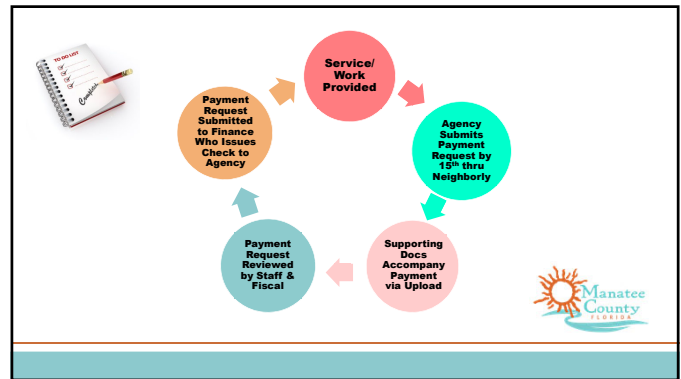 TO DO LIST
Complete
Service/
Work
Provided
Agency
Submits
Payment
Request by
15th thru
Neighborly
Supporting
Docs
Accompany
Payment
via Upload
Payment
Request
Reviewed
by Staff &
Fiscal
Payment
Request
Submitted
to Finance
Who Issues
Check to
Agency
Manatee
County
FLORIDA